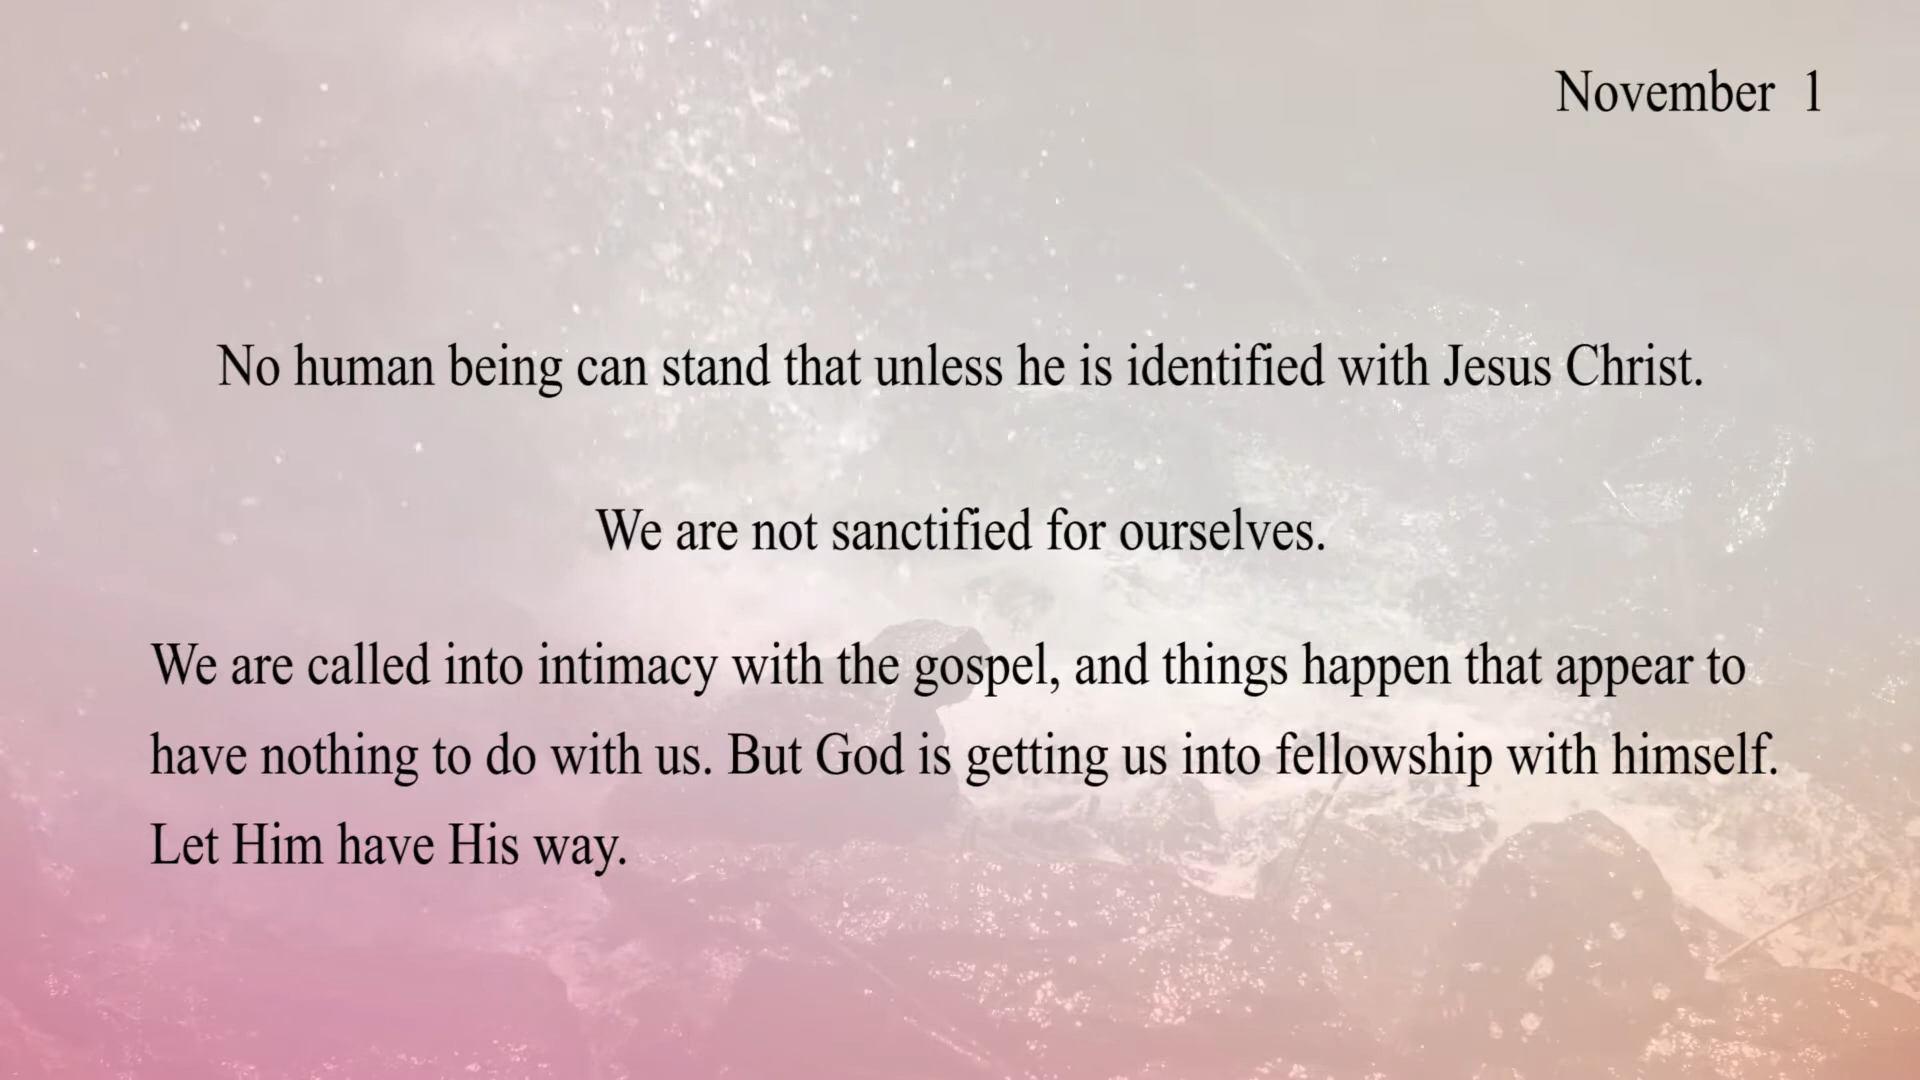 November 1
No human being can stand that unless he is identified with Jesus Christ.
We are not sanctified for ourselves.
We are called into intimacy with the gospel, and things happen that appear to
have nothing to do with us. But God is getting us into fellowship with himself.
Let Him have His way.